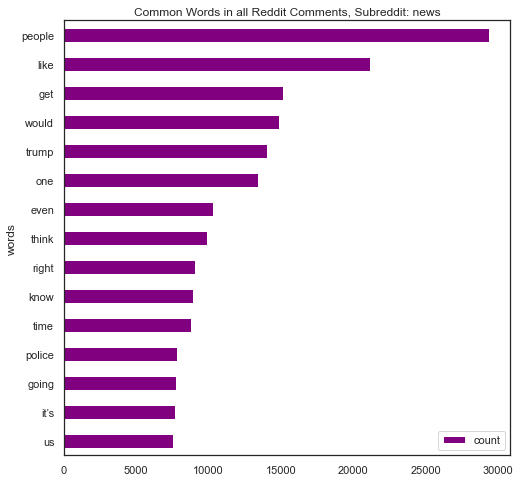 Common Words in all Reddit Comments, Subreddit: news
people
like
get
would
trump
one
even
think
right
know
time
police
going
it's
us
words
count
0 5000 10000 15000 20000 25000 30000